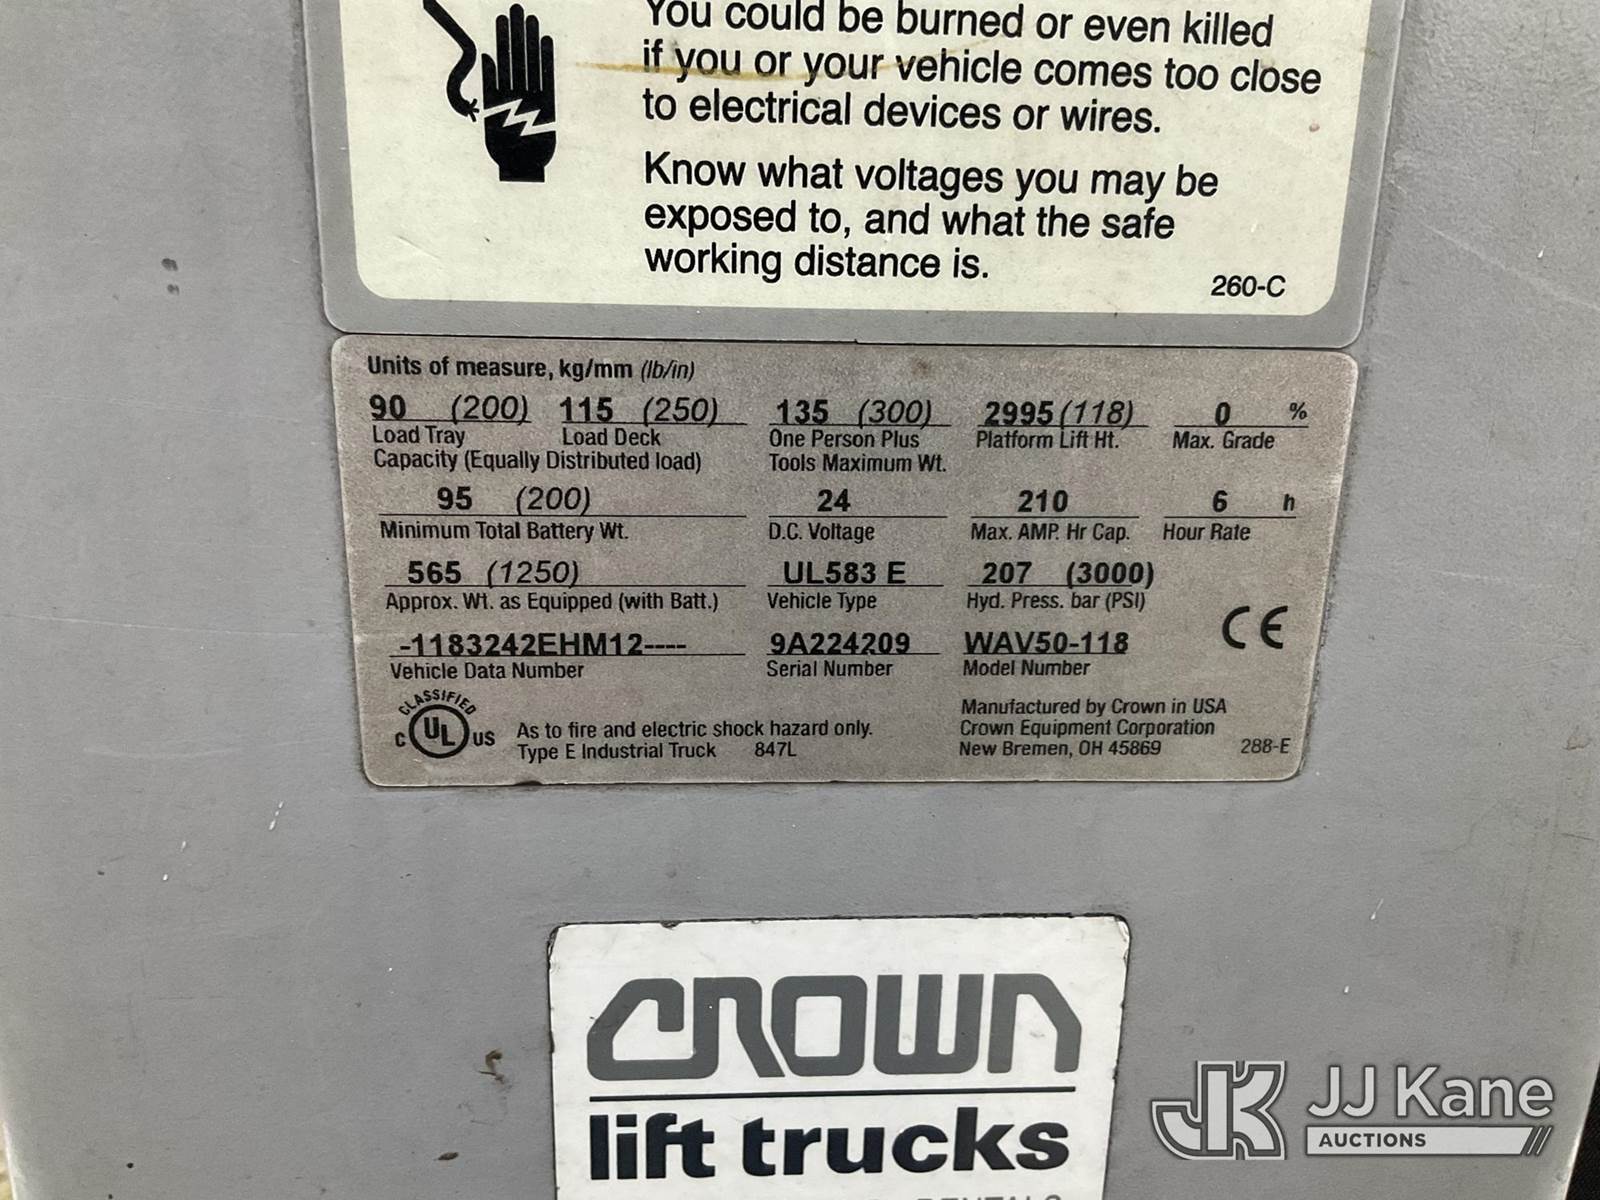 You could be burned or even killed
if you or your vehicle comes too close
to electrical devices or wires.
Know what voltages you may be
exposed to, and what the safe
working distance is.
260-C
Units of measure, kg/mm (lb/in)
90 (200) 115 (250) 135 (300) 2995 (118) 0 %
Load Tray Load Deck One Person Plus Platform Lift Ht. Max. Grade
Capacity (Equally Distributed load) Tools Maximum Wt.
95 (200) 24 210 6 h
Minimum Total Battery Wt. D.C. Voltage Max. AMP. Hr Cap. Hour Rate
565 (1250) UL583 E 207 (3000)
Approx. Wt. as Equipped (with Batt.) Vehicle Type Hyd. Press. bar (PSI)
CE
-1183242EHM12---- 9A224209 WAV50-118
Vehicle Data Number Serial Number Model Number
CLASSIFIED
C UL US
As to fire and electric shock hazard only.
Type E Industrial Truck 847L
Manufactured by Crown in USA
Crown Equipment Corporation
New Bremen, OH 45869 288-E
CROWN
lift trucks
RENTALS
JK JJ Kane
AUCTIONS